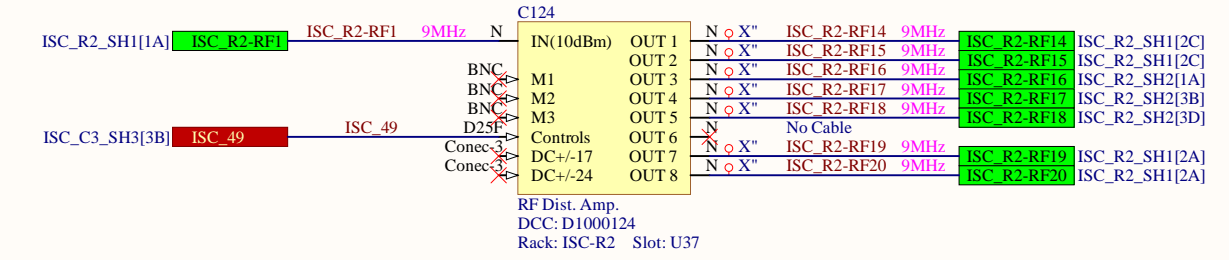 C124
ISC_R2_SH1[1A] ISC_R2-RF1 ISC_R2-RF1 9MHz N IN(10dBm) OUT 1 N X" ISC_R2-RF14 9MHz ISC_R2-RF14 ISC_R2_SH1[2C]
OUT 2 N X" ISC_R2-RF15 9MHz ISC_R2-RF15 ISC_R2_SH1[2C]
BNC M1 OUT 3 N X" ISC_R2-RF16 9MHz ISC_R2-RF16 ISC_R2_SH2[1A]
BNC M2 OUT 4 N X" ISC_R2-RF17 9MHz ISC_R2-RF17 ISC_R2_SH2[3B]
BNC M3 OUT 5 N X" ISC_R2-RF18 9MHz ISC_R2-RF18 ISC_R2_SH2[3D]
ISC_C3_SH3[3B] ISC_49 ISC_49 D25F Controls OUT 6 N No Cable
Conec-3 DC+/-17 OUT 7 N X" ISC_R2-RF19 9MHz ISC_R2-RF19 ISC_R2_SH1[2A]
Conec-3 DC+/-24 OUT 8 N X" ISC_R2-RF20 9MHz ISC_R2-RF20 ISC_R2_SH1[2A]
RF Dist. Amp.
DCC: D1000124
Rack: ISC-R2 Slot: U37